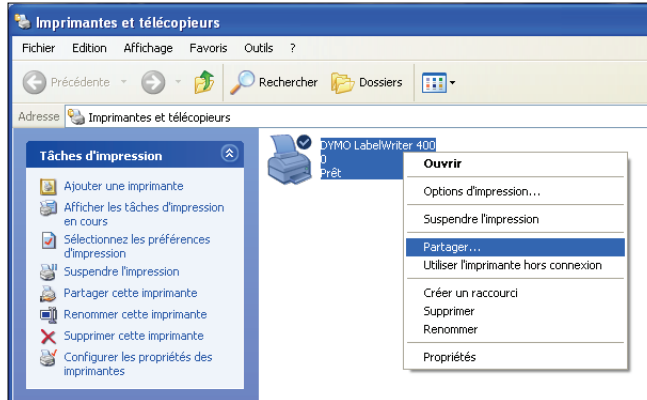 Imprimantes et télécopieurs
Fichier Edition Affichage Favoris Outils ?
Précédente Rechercher Dossiers
Adresse Imprimantes et télécopieurs
Tâches d'impression
Ajouter une imprimante
Afficher les tâches d'impression
en cours
Sélectionnez les préférences
d'impression
Suspendre l'impression
Partager cette imprimante
Renommer cette imprimante
Supprimer cette imprimante
Configurer les propriétés des
imprimantes
DYMO LabelWriter 400
0
Prêt
Ouvrir
Options d'impression...
Suspendre l'impression
Partager...
Utiliser l'imprimante hors connexion
Créer un raccourci
Supprimer
Renommer
Propriétés